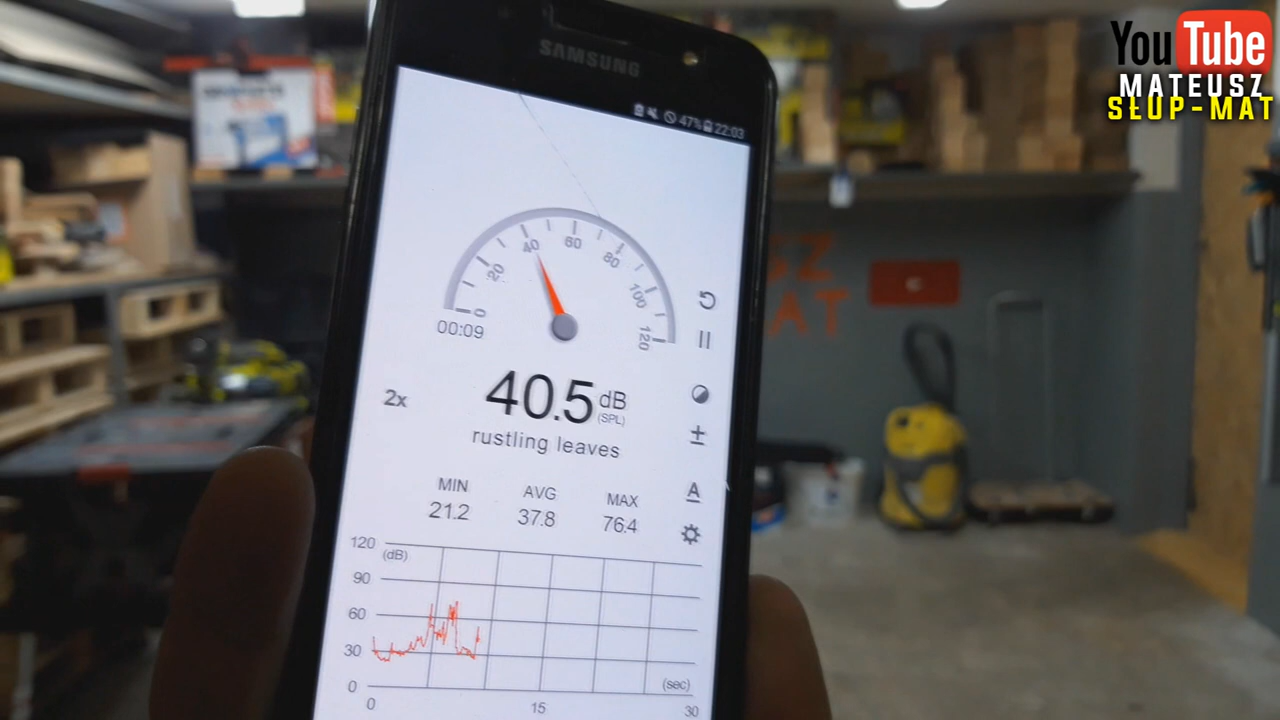 YouTube
MATEUSZ
SŁUP-MAT
SAMSUNG
47% 22:03
0 20 40 60 80 100 120
00:09
2x
40.5 dB
(SPL)
rustling leaves
MIN AVG MAX
21.2 37.8 76.4
A
120
(dB)
90
60
30
0
(sec)
0 15 30